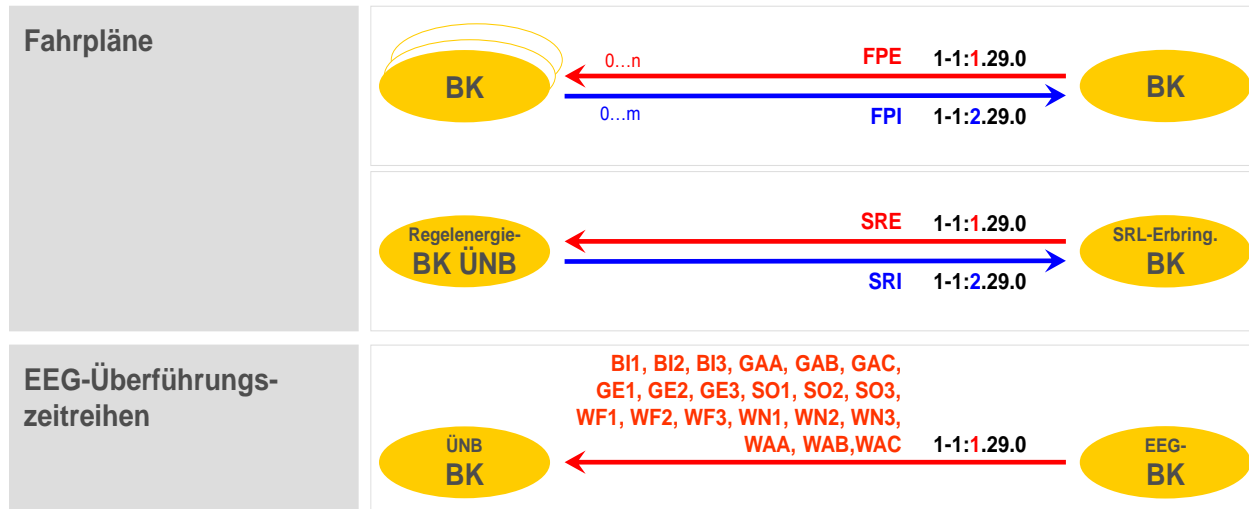 Fahrpläne
BK
0…n
FPE 1-1:1.29.0
0…m
FPI 1-1:2.29.0
BK
Regelenergie-
BK ÜNB
SRE 1-1:1.29.0
SRI 1-1:2.29.0
SRL-Erbring.
BK
EEG-Überführungs-
zeitreihen
BI1, BI2, BI3, GAA, GAB, GAC,
GE1, GE2, GE3, SO1, SO2, SO3,
WF1, WF2, WF3, WN1, WN2, WN3,
WAA, WAB,WAC 1-1:1.29.0
ÜNB
BK
EEG-
BK